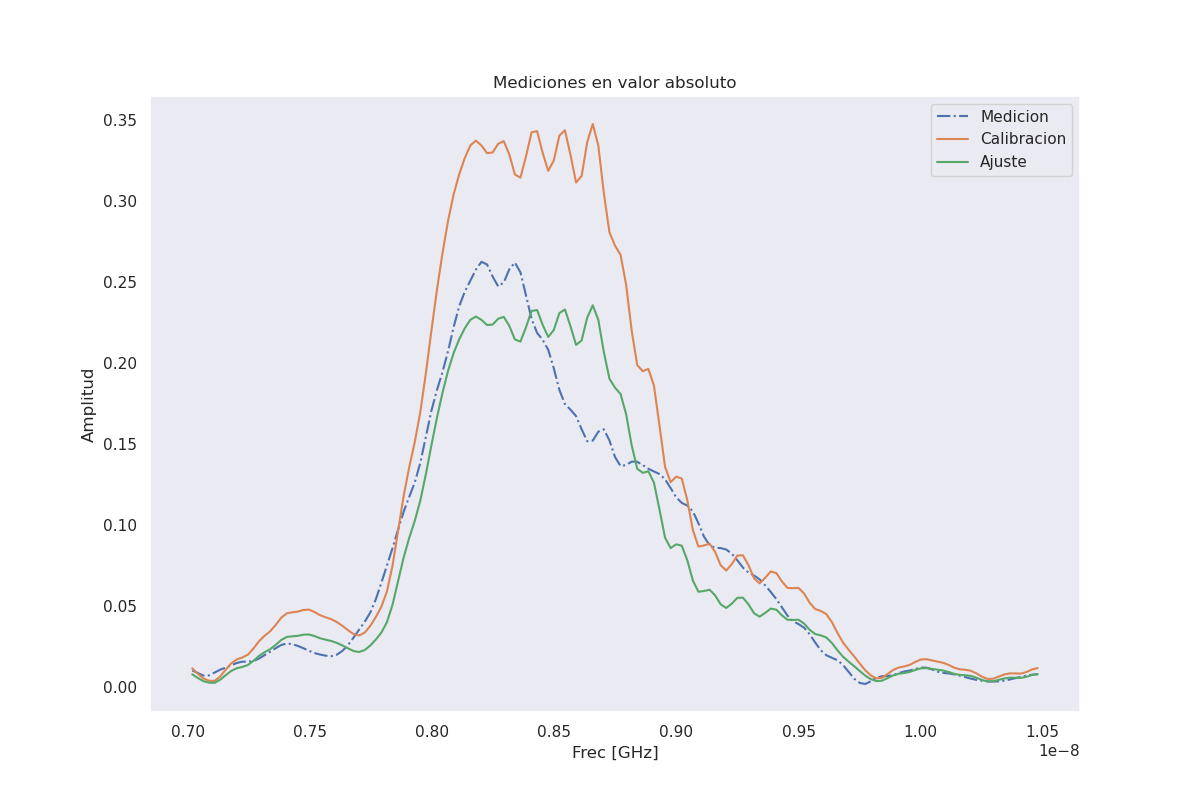 Mediciones en valor absoluto
Medicion
Calibracion
Ajuste
0.35
0.30
0.25
0.20
0.15
0.10
0.05
0.00
Amplitud
0.70 0.75 0.80 0.85 0.90 0.95 1.00 1.05
1e−8
Frec [GHz]